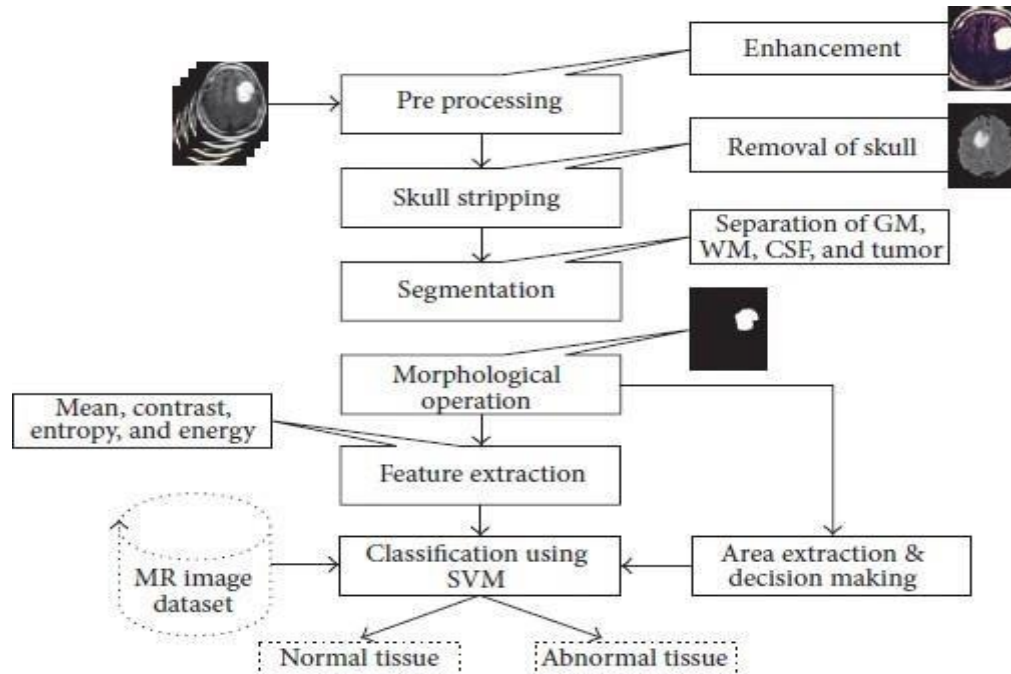 Enhancement
Pre processing
Removal of skull
Skull stripping
Separation of GM,
WM, CSF, and tumor
Segmentation
Morphological
operation
Mean, contrast,
entropy, and energy
Feature extraction
MR image
dataset
Classification using
SVM
Area extraction &
decision making
Normal tissue
Abnormal tissue